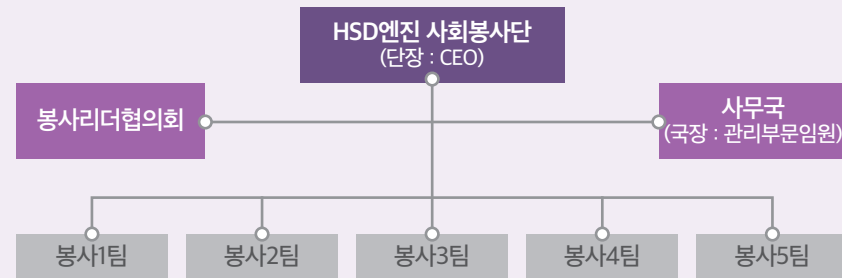 HSD엔진 사회봉사단
(단장 : CEO)
봉사리더협의회
사무국
(국장 : 관리부문임원)
봉사1팀
봉사2팀
봉사3팀
봉사4팀
봉사5팀